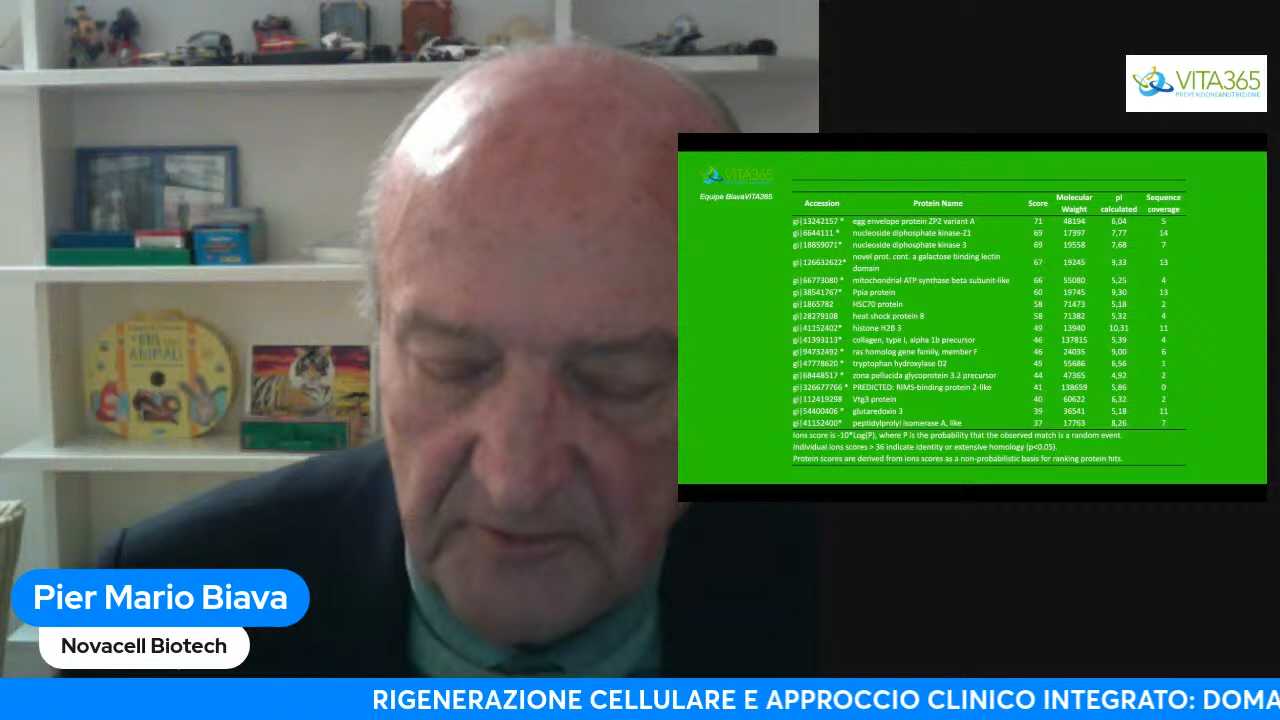 VITA365
PREVENZIONE&NUTRIZIONE
VITA365
Equipe BiavaVITA365
Accession Protein Name Score Molecular Weight pI calculated Sequence coverage
gi|13242157 * egg envelope protein ZP2 variant A 71 48194 6,04 5
gi|6644111 * nucleoside diphosphate kinase-Z1 69 17397 7,77 14
gi|18859071* nucleoside diphosphate kinase 3 69 19558 7,68 7
gi|126632622* novel prot. cont. a galactose binding lectin domain 67 19245 9,33 13
gi|66773080 * mitochondrial ATP synthase beta subunit-like 66 55080 5,25 4
gi|38541767* Ppia protein 60 19745 9,30 13
gi|1865782 HSC70 protein 58 71473 5,18 2
gi|28279108 heat shock protein 8 58 71382 5,32 4
gi|41152402* histone H2B 3 49 13940 10,31 11
gi|41393113* collagen, type I, alpha 1b precursor 46 137815 5,39 4
gi|94732492 * ras homolog gene family, member F 46 24035 9,00 6
gi|47778620 * tryptophan hydroxylase D2 45 55686 6,56 1
gi|68448517 * zona pellucida glycoprotein 3.2 precursor 44 47365 4,92 2
gi|326677766 * PREDICTED: RIMS-binding protein 2-like 41 138659 5,86 0
gi|112419298 Vtg3 protein 40 60622 6,32 2
gi|54400406 * glutaredoxin 3 39 36541 5,18 11
gi|41152400* peptidylprolyl isomerase A, like 37 17763 8,26 7
Ions score is -10*Log(P), where P is the probability that the observed match is a random event.
Individual ions scores > 36 indicate identity or extensive homology (p<0.05).
Protein scores are derived from ions scores as a non-probabilistic basis for ranking protein hits.
ANIMALI
Pier Mario Biava
Novacell Biotech
RIGENERAZIONE CELLULARE E APPROCCIO CLINICO INTEGRATO: DOMA